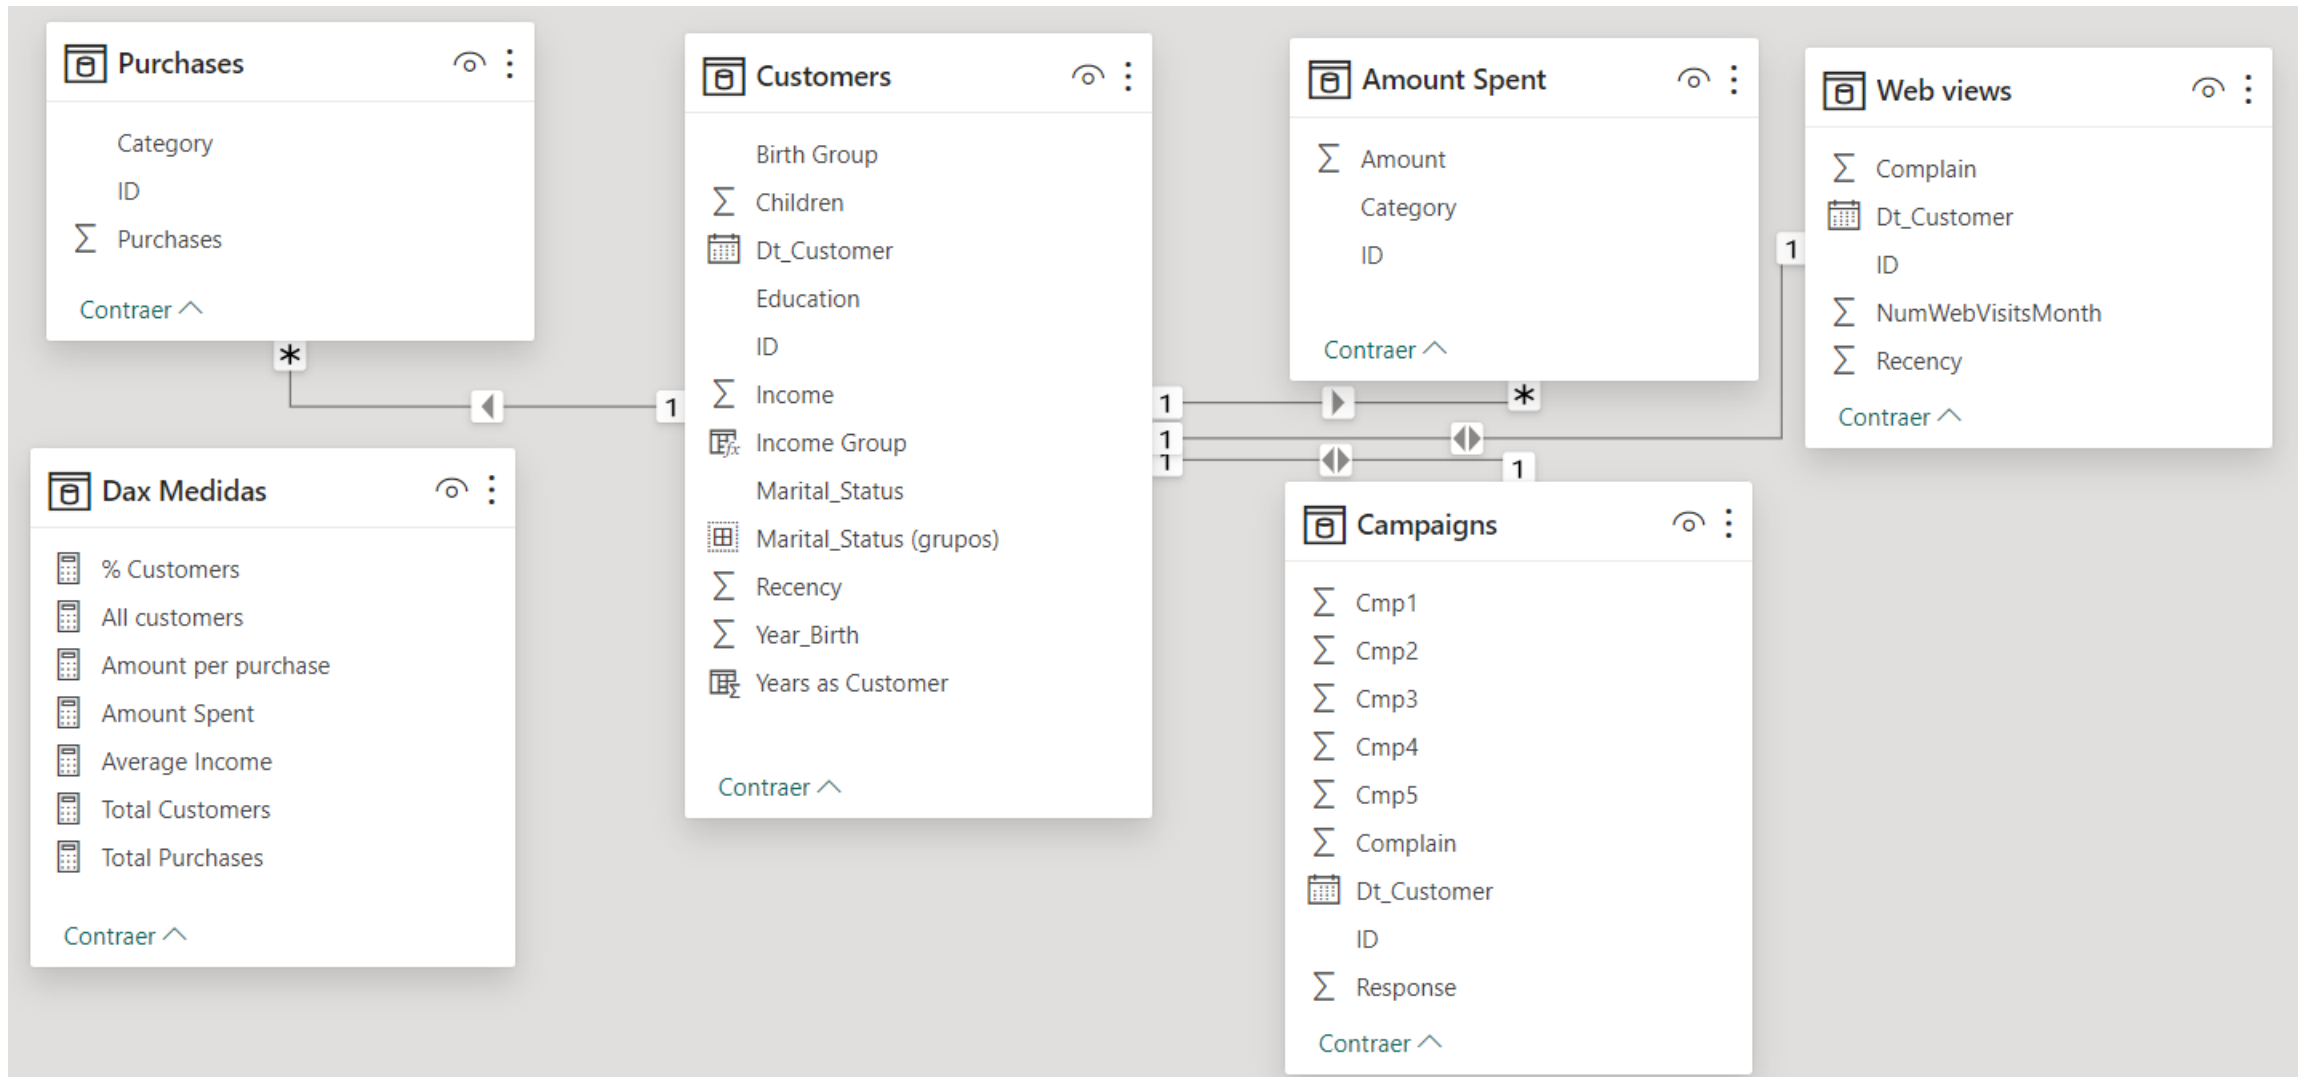 Purchases
Category
ID
Purchases
Contraer
*
1
Dax Medidas
% Customers
All customers
Amount per purchase
Amount Spent
Average Income
Total Customers
Total Purchases
Contraer
Customers
Birth Group
Children
Dt_Customer
Education
ID
Income
Income Group
Marital_Status
Marital_Status (grupos)
Recency
Year_Birth
Years as Customer
Contraer
1
1
1
Amount Spent
Amount
Category
ID
Contraer
*
1
Campaigns
Cmp1
Cmp2
Cmp3
Cmp4
Cmp5
Complain
Dt_Customer
ID
Response
Contraer
1
Web views
Complain
Dt_Customer
ID
NumWebVisitsMonth
Recency
Contraer